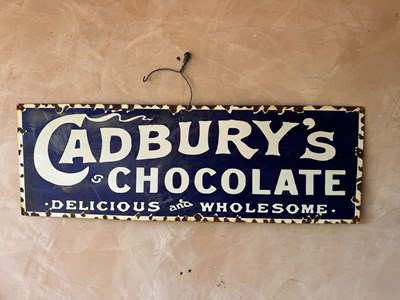 CADBURY'S
CHOCOLATE
·DELICIOUS and WHOLESOME·